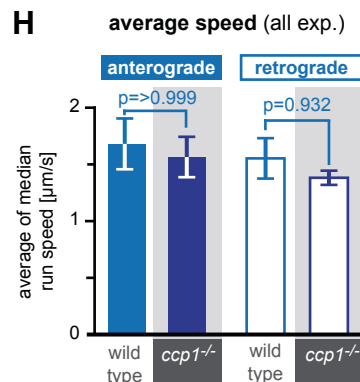 H
average speed (all exp.)
anterograde
retrograde
p=>0.999
p=0.932
average of median
run speed [µm/s]
2
1
0
wild
type
ccp1-/-
wild
type
ccp1-/-